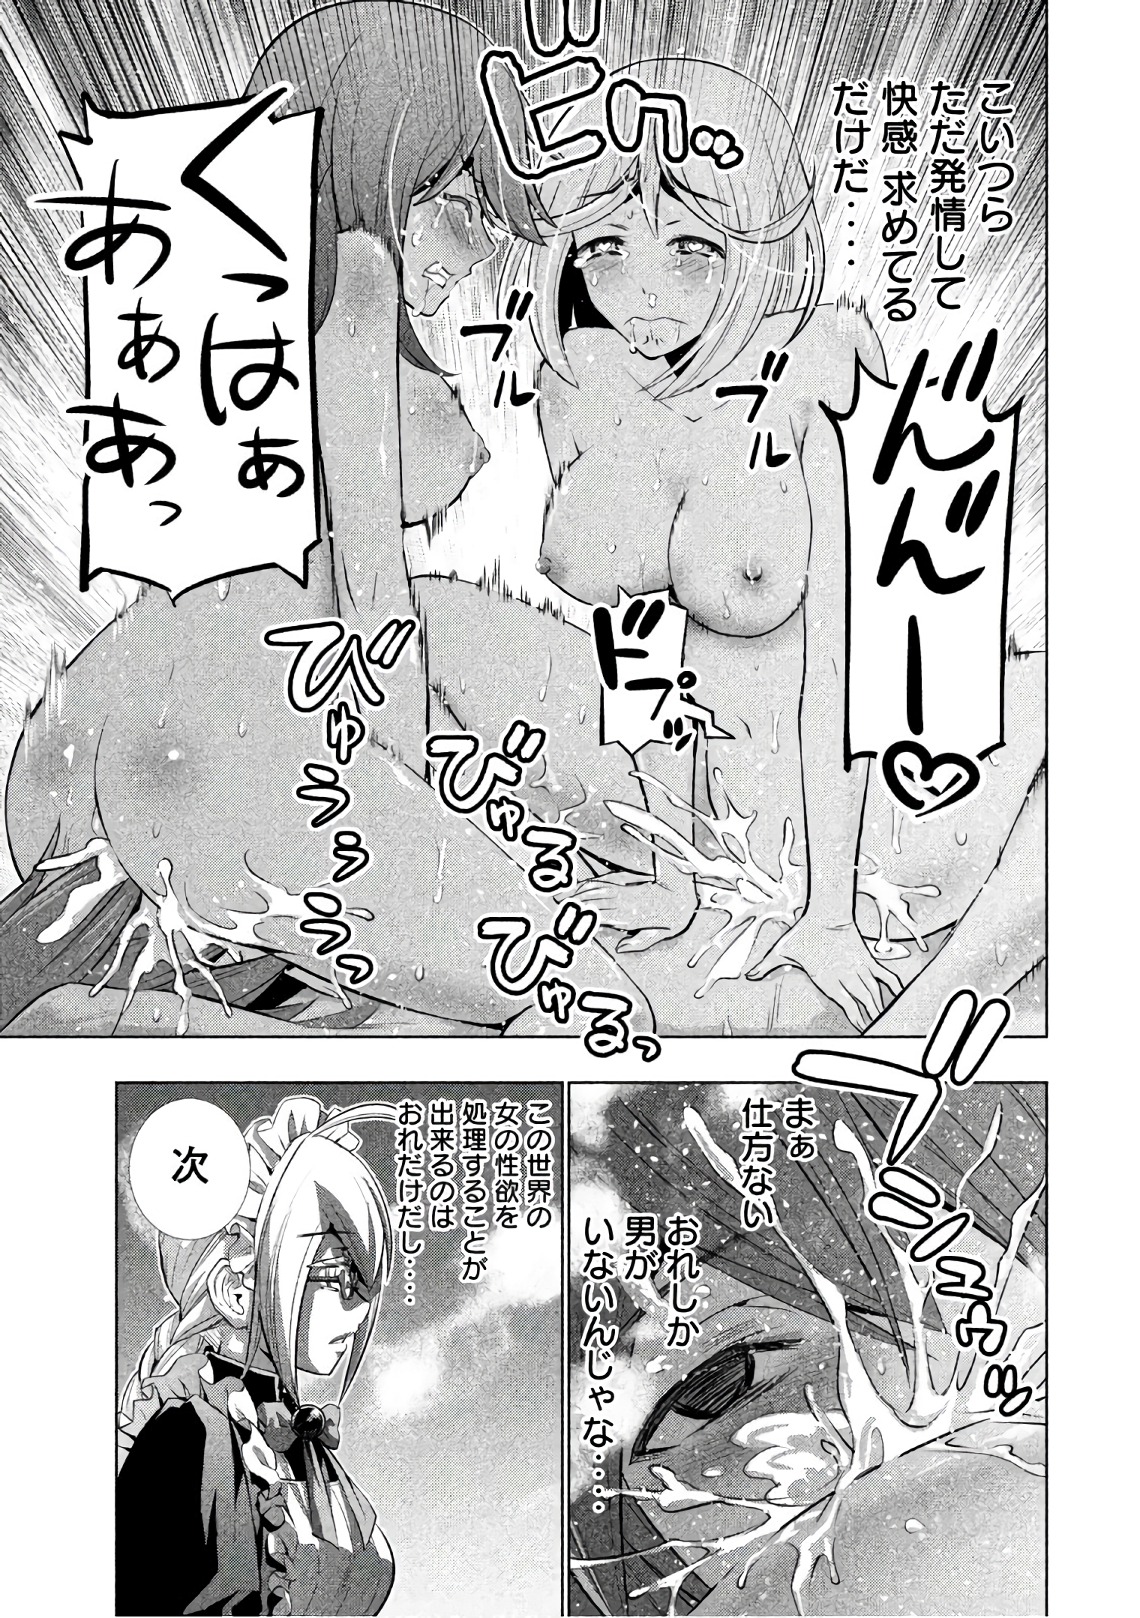 こいつら
ただ発情して
快感 求めてる
だけだ‥‥
んんー♡
ビクッ
ブル
ブル
くっはぁ
あぁあっ
ドプッ
びゅるびゅるっ
びゅうぅぅうっ
ブシュウゥッ
まぁ
仕方ない
おれしか
男が
いないんじゃな‥‥
この世界の
女の性欲を
処理することが
出来るのは
おれだけだし‥‥
次